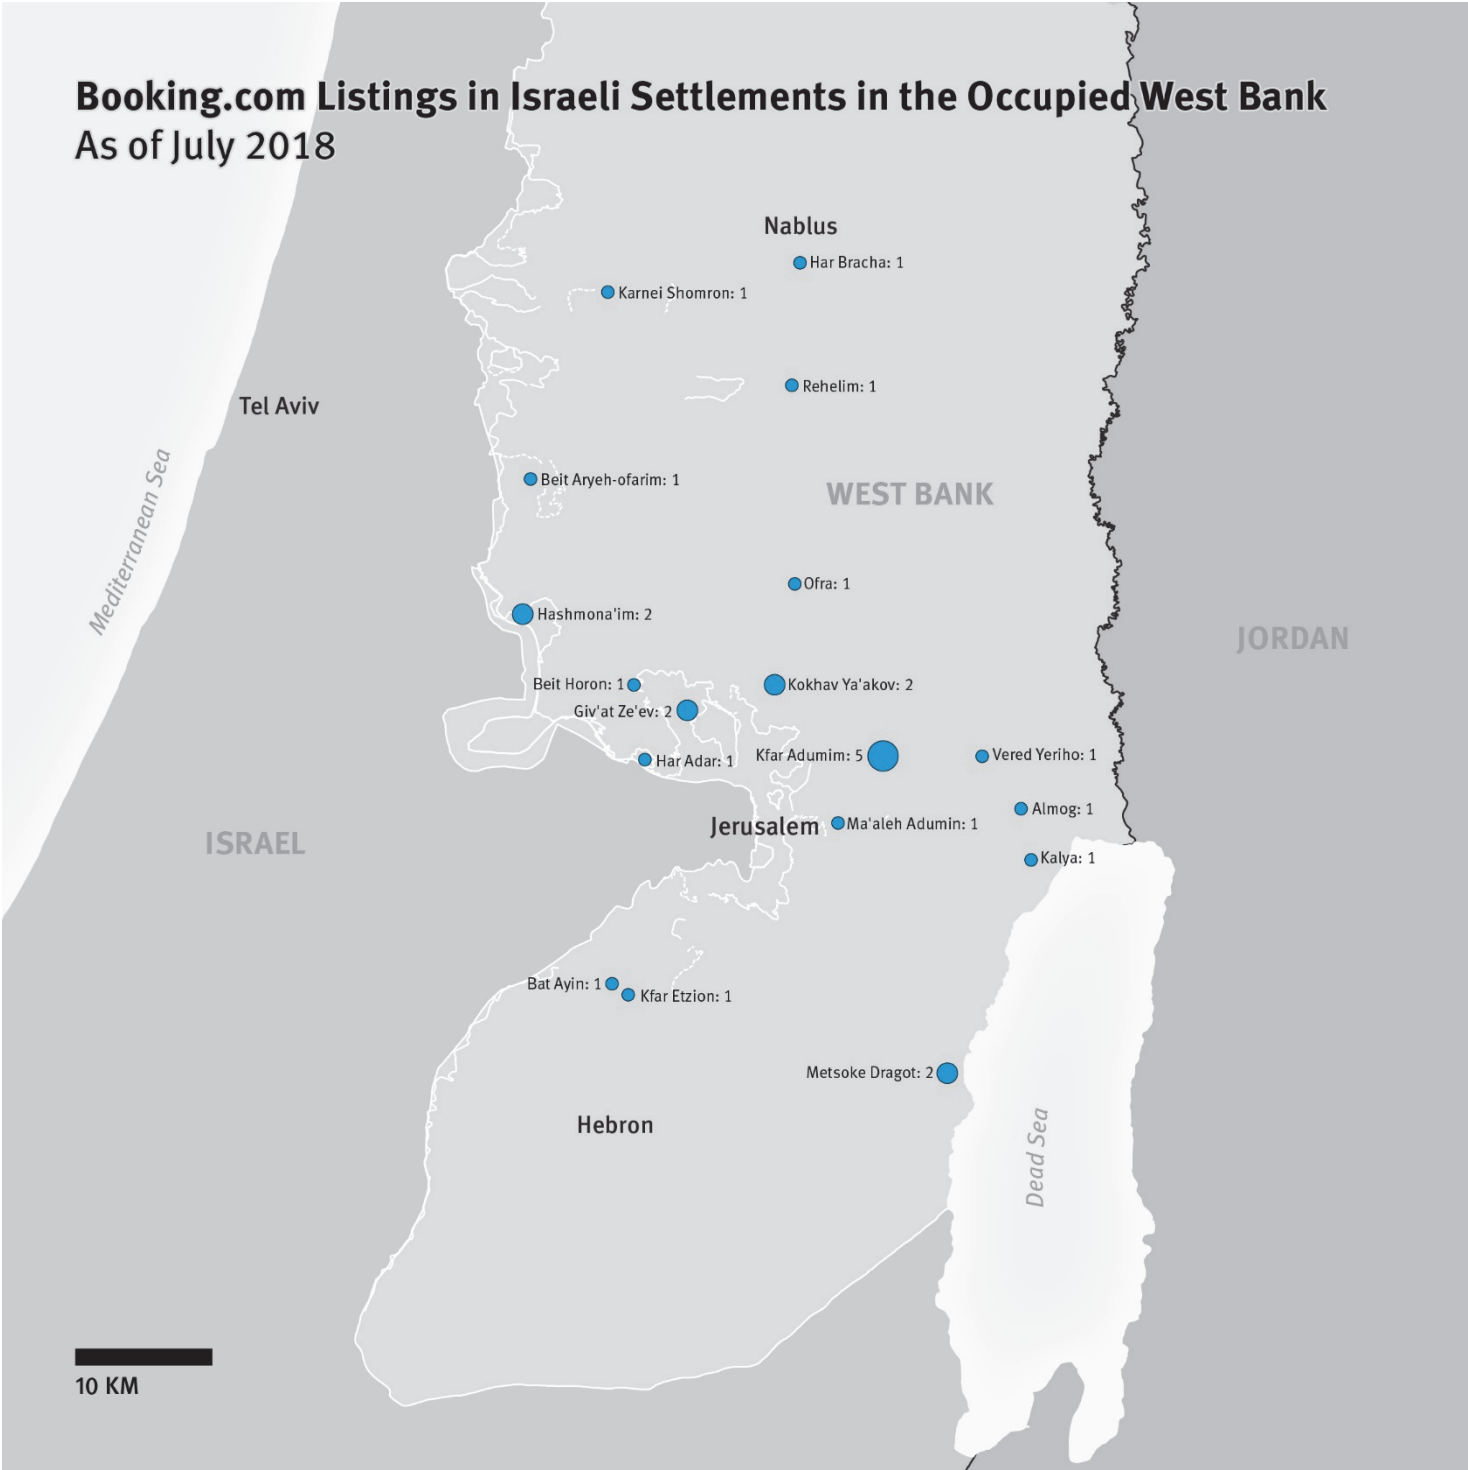 Booking.com Listings in Israeli Settlements in the Occupied West Bank
As of July 2018
Nablus
Har Bracha: 1
Karnei Shomron: 1
Rehelim: 1
Tel Aviv
Mediterranean Sea
Beit Aryeh-ofarim: 1
WEST BANK
Ofra: 1
Hashmona'im: 2
JORDAN
Beit Horon: 1
Kokhav Ya'akov: 2
Giv'at Ze'ev: 2
Kfar Adumim: 5
Vered Yeriho: 1
Har Adar: 1
Almog: 1
Jerusalem
Ma'aleh Adumin: 1
ISRAEL
Kalya: 1
Bat Ayin: 1
Kfar Etzion: 1
Metsoke Dragot: 2
Hebron
Dead Sea
10 KM